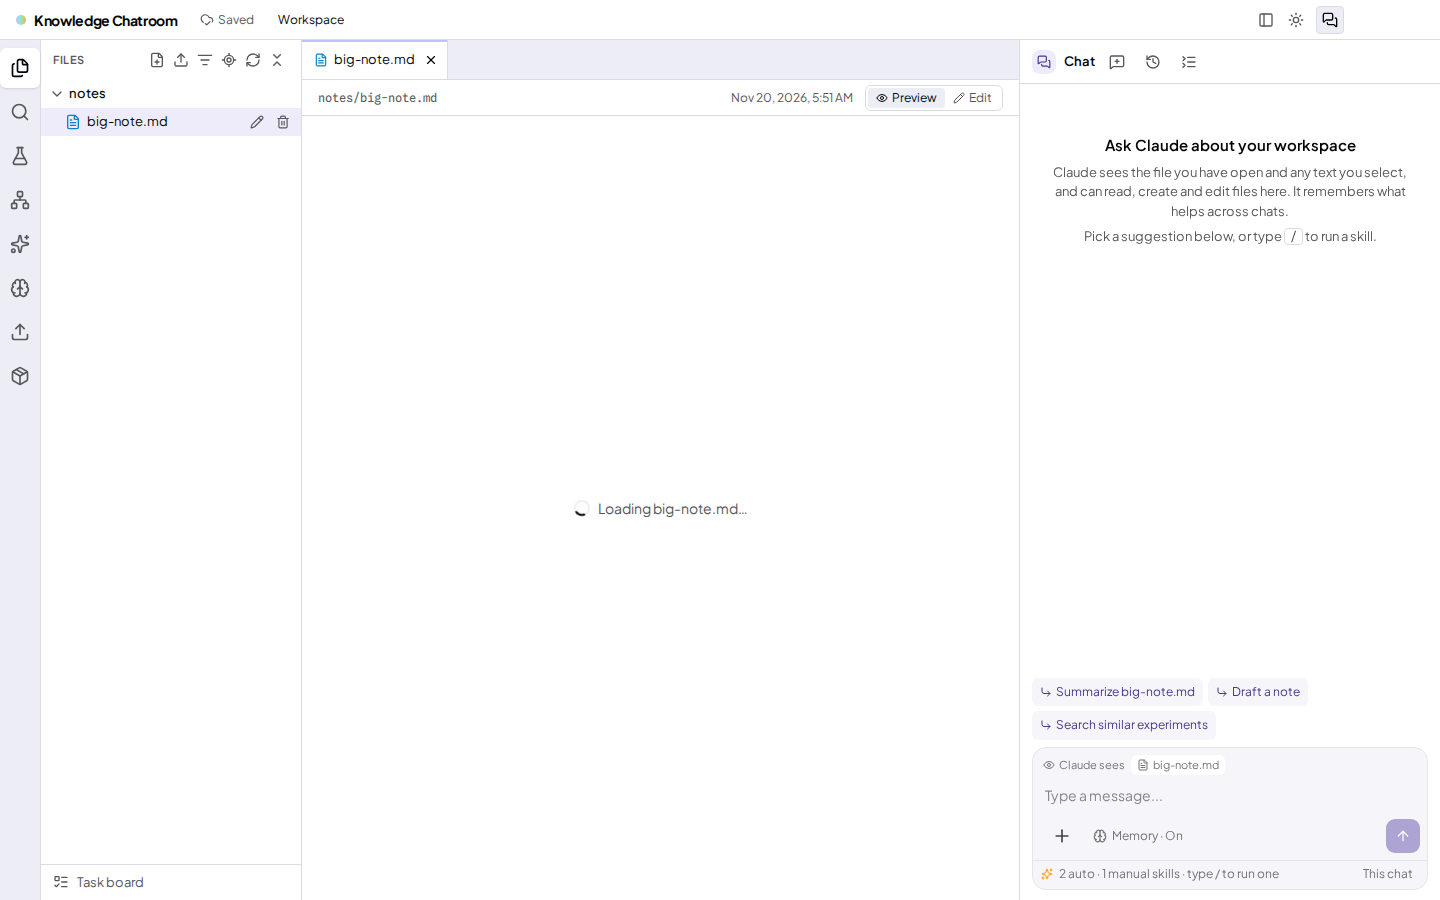 Knowledge Chatroom
Saved
Workspace
FILES
notes
big-note.md
Task board
big-note.md
notes/big-note.md
Nov 20, 2026, 5:51 AM
Preview
Edit
Loading big-note.md...
Chat
Ask Claude about your workspace
Claude sees the file you have open and any text you select,
and can read, create and edit files here. It remembers what
helps across chats.
Pick a suggestion below, or type / to run a skill.
Summarize big-note.md
Draft a note
Search similar experiments
Claude sees
big-note.md
Type a message...
Memory · On
2 auto · 1 manual skills · type / to run one
This chat